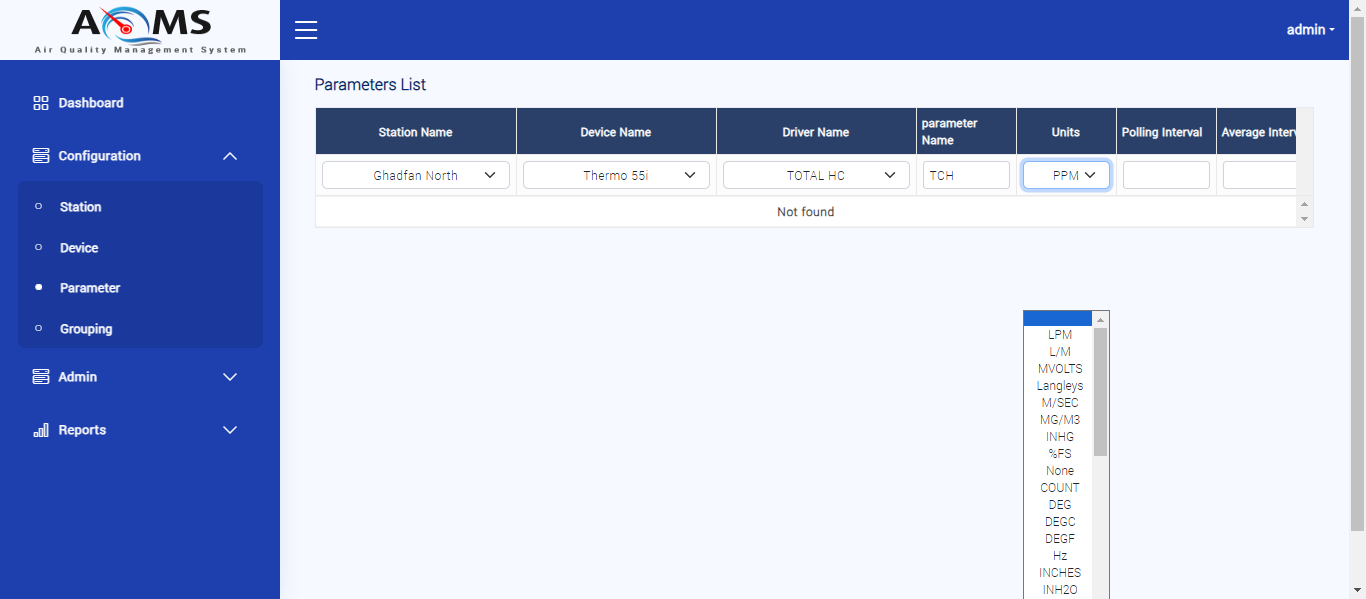 AQMS
Air Quality Management System
admin
Dashboard
Configuration
Station
Device
Parameter
Grouping
Admin
Reports
Parameters List
Station Name
Device Name
Driver Name
parameter
Name
Units
Polling Interval
Average Interv
Ghadfan North
Thermo 55i
TOTAL HC
TCH
PPM
Not found
LPM
L/M
MVOLTS
Langleys
M/SEC
MG/M3
INHG
%FS
None
COUNT
DEG
DEGC
DEGF
Hz
INCHES
INH2O